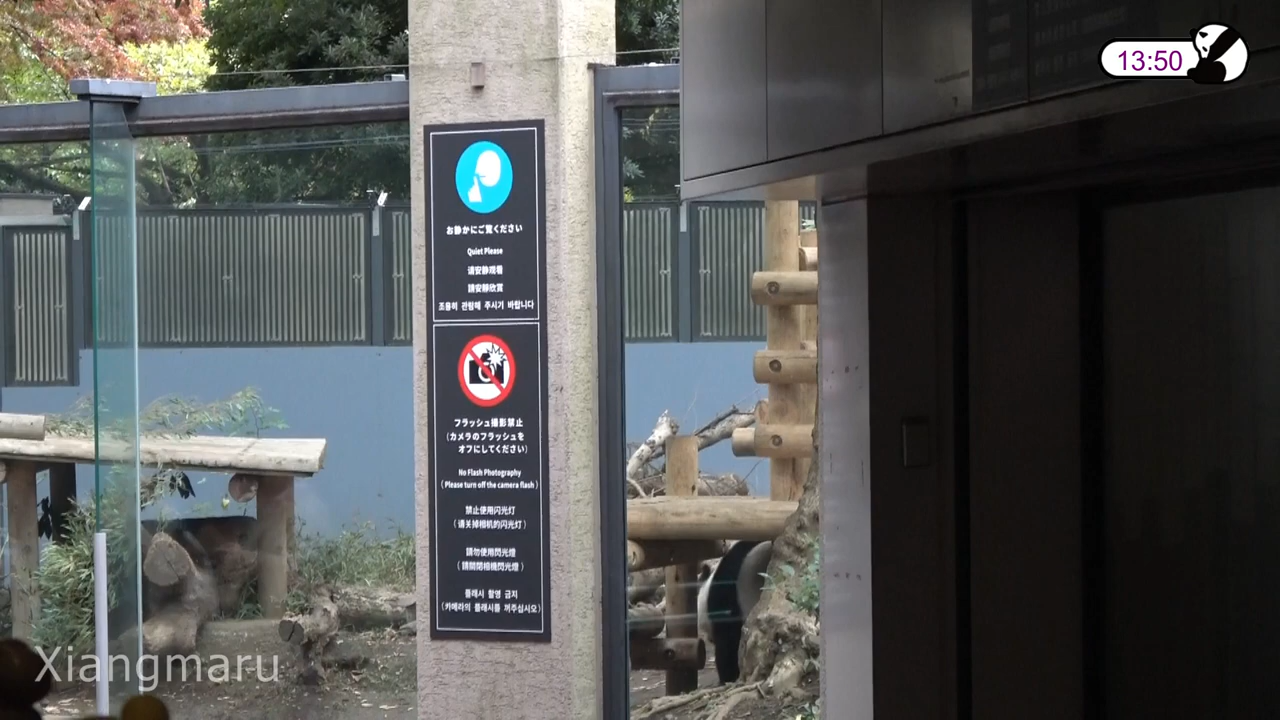 13:50
お静かにご覧ください
Quiet Please
请安静观看
請安靜欣賞
조용히 관람해 주시기 바랍니다
フラッシュ撮影禁止
(カメラのフラッシュを
オフにしてください)
No Flash Photography
( Please turn off the camera flash )
禁止使用闪光灯
( 请关掉相机的闪光灯 )
請勿使用閃光燈
( 請關閉相機閃光燈 )
플래시 촬영 금지
(카메라의 플래시를 꺼주십시오)
Xiangmaru